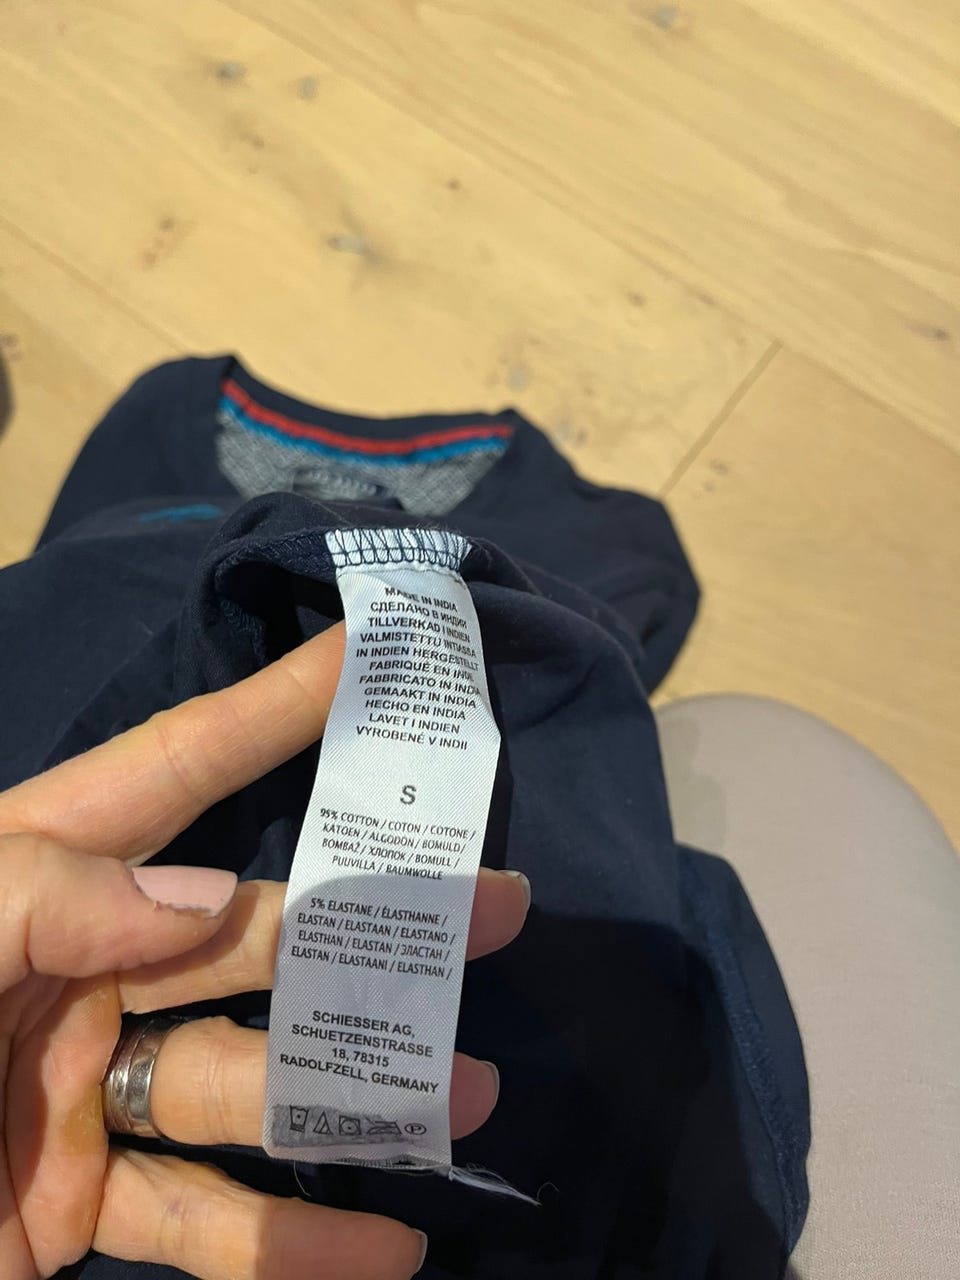 MADE IN INDIA
СДЕЛАНО В ИНДИИ
TILLVERKAD I INDIEN
VALMISTETTU INTIASSA
IN INDIEN HERGESTELLT
FABRIQUÉ EN INDE
FABBRICATO IN INDIA
GEMAAKT IN INDIA
HECHO EN INDIA
LAVET I INDIEN
VYROBENÉ V INDII
S
95% COTTON / COTON / COTONE /
KATOEN / ALGODÓN / BOMULD /
BOMBAŽ / ХЛОПОК / BOMULL /
PUUVILLA / BAUMWOLLE
5% ELASTANE / ÉLASTHANNE /
ELASTAN / ELASTAAN / ELASTANO /
ELASTHAN / ELASTAN / ЭЛАСТАН /
ELASTAN / ELASTAANI / ELASTHAN /
SCHIESSER AG,
SCHUETZENSTRASSE
18, 78315
RADOLFZELL, GERMANY
P